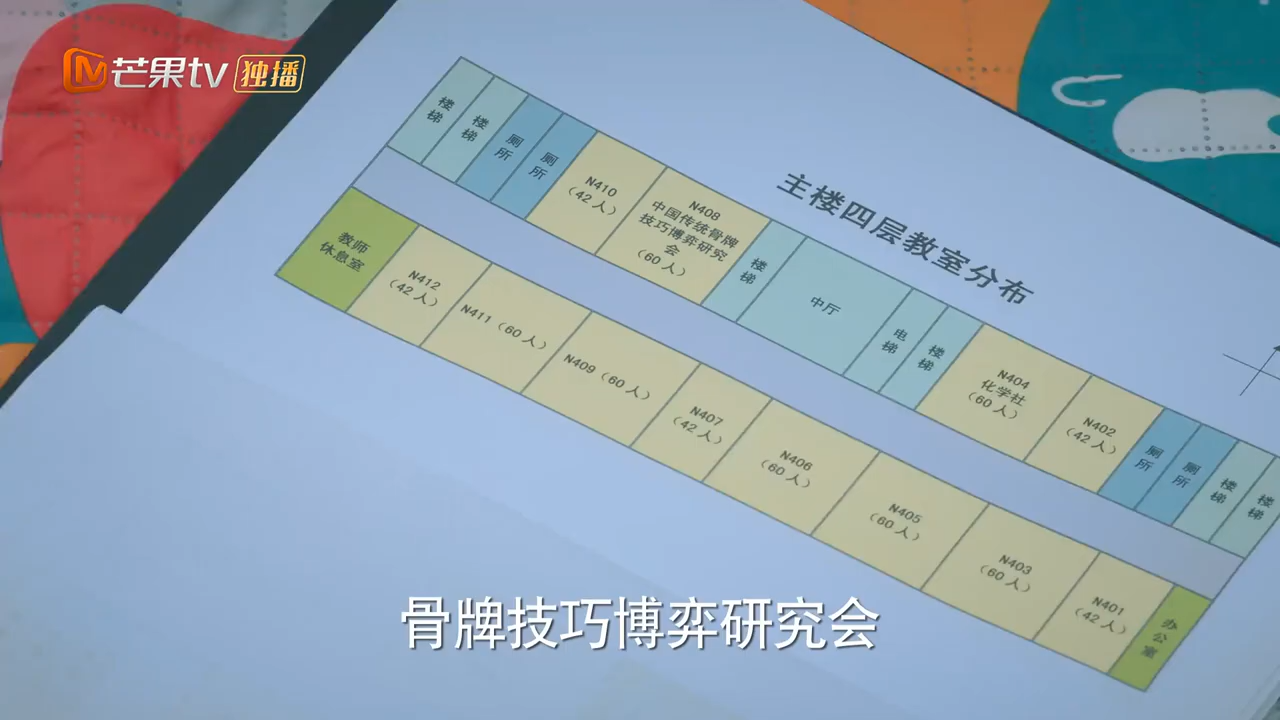 芒果tv 独播
主楼四层教室分布
楼梯
楼梯
厕所
厕所
N410
（42人）
N408
中国传统骨牌
技巧博弈研究
会
（60人）
楼梯
中厅
电梯
楼梯
N404
化学社
（60人）
N402
（42人）
厕所
厕所
楼梯
楼梯
教师
休息室
N412
（42人）
N411（60人）
N409（60人）
N407
（42人）
N406
（60人）
N405
（60人）
N403
（60人）
N401
（42人）
办公室
骨牌技巧博弈研究会